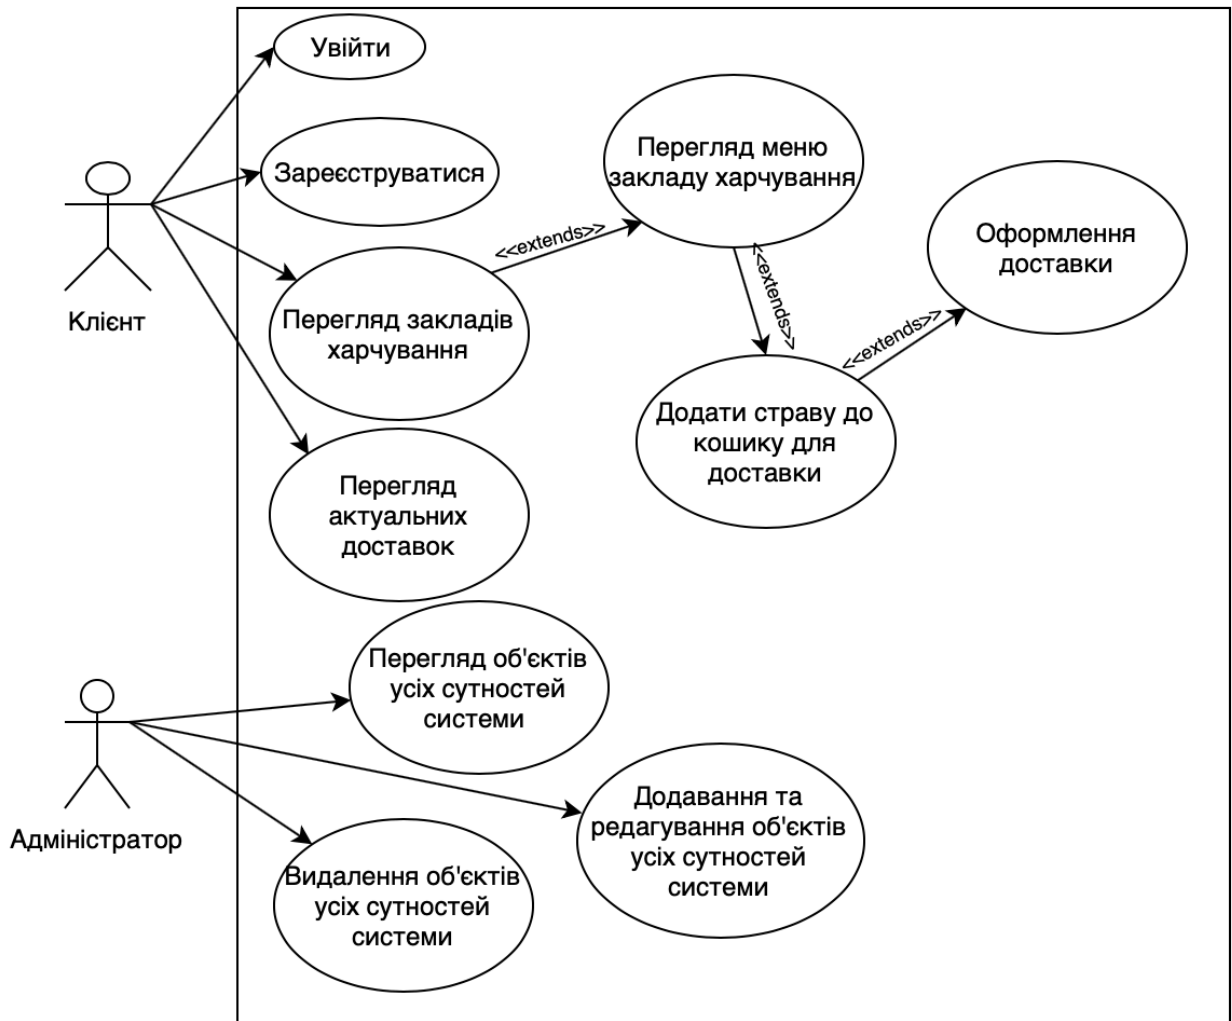 Увійти
Зареєструватися
Перегляд меню
закладу харчування
<<extends>>
Оформлення
доставки
Клієнт
Перегляд закладів
харчування
<<extends>>
<<extends>>
Додати страву до
кошику для
доставки
Перегляд
актуальних
доставок
Перегляд об'єктів
усіх сутностей
системи
Адміністратор
Додавання та
редагування об'єктів
усіх сутностей
системи
Видалення об'єктів
усіх сутностей
системи